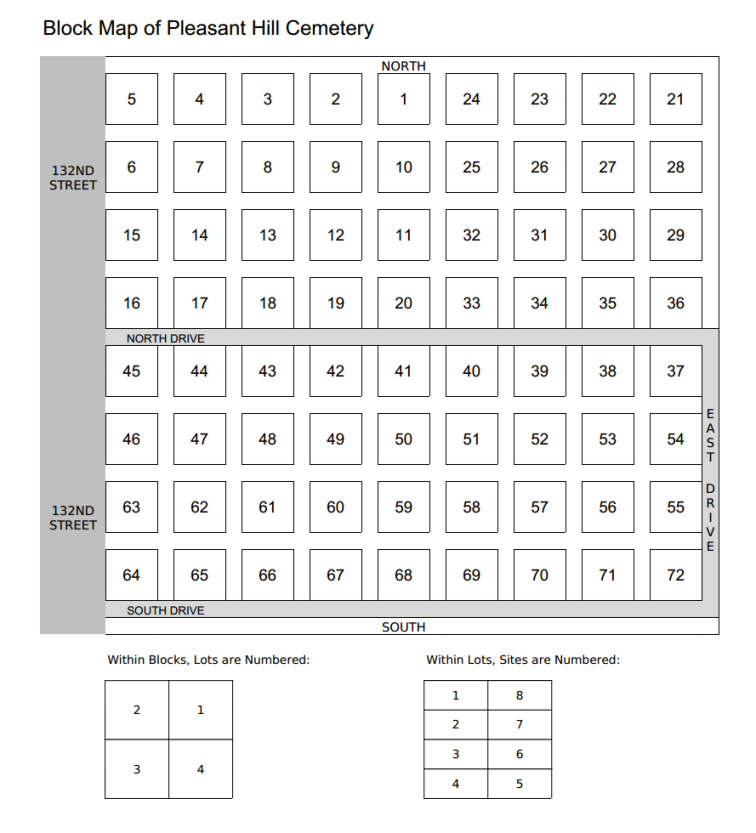 Block Map of Pleasant Hill Cemetery
NORTH
5 4 3 2 1 24 23 22 21
132ND
STREET
6 7 8 9 10 25 26 27 28
15 14 13 12 11 32 31 30 29
16 17 18 19 20 33 34 35 36
NORTH DRIVE
45 44 43 42 41 40 39 38 37
46 47 48 49 50 51 52 53 54
EAST DRIVE
132ND
STREET
63 62 61 60 59 58 57 56 55
64 65 66 67 68 69 70 71 72
SOUTH DRIVE
SOUTH
Within Blocks, Lots are Numbered:
2 1
3 4
Within Lots, Sites are Numbered:
1 8
2 7
3 6
4 5